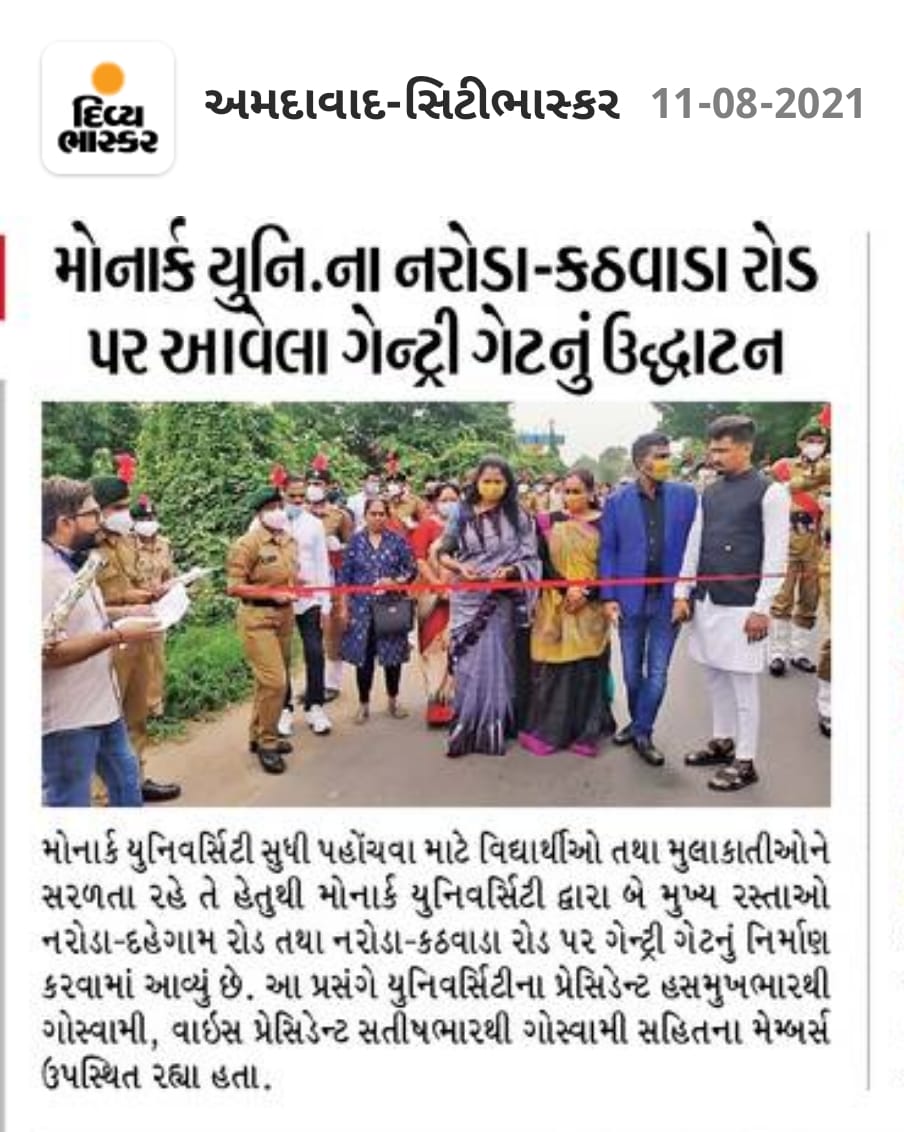 દિવ્ય
ભાસ્કર
અમદાવાદ-સિટીભાસ્કર 11-08-2021
મોનાર્ક યુનિ.ના નરોડા-કઠવાડા રોડ
પર આવેલા ગેન્ટ્રી ગેટનું ઉદ્ઘાટન
મોનાર્ક યુનિવર્સિટી સુધી પહોંચવા માટે વિદ્યાર્થીઓ તથા મુલાકાતીઓને
સરળતા રહે તે હેતુથી મોનાર્ક યુનિવર્સિટી દ્વારા બે મુખ્ય રસ્તાઓ
નરોડા-દહેગામ રોડ તથા નરોડા-કઠવાડા રોડ પર ગેન્ટ્રી ગેટનું નિર્માણ
કરવામાં આવ્યું છે. આ પ્રસંગે યુનિવર્સિટીના પ્રેસિડેન્ટ હસમુખભારથી
ગોસ્વામી, વાઇસ પ્રેસિડેન્ટ સતીષભારથી ગોસ્વામી સહિતના મેમ્બર્સ
ઉપસ્થિત રહ્યા હતા.